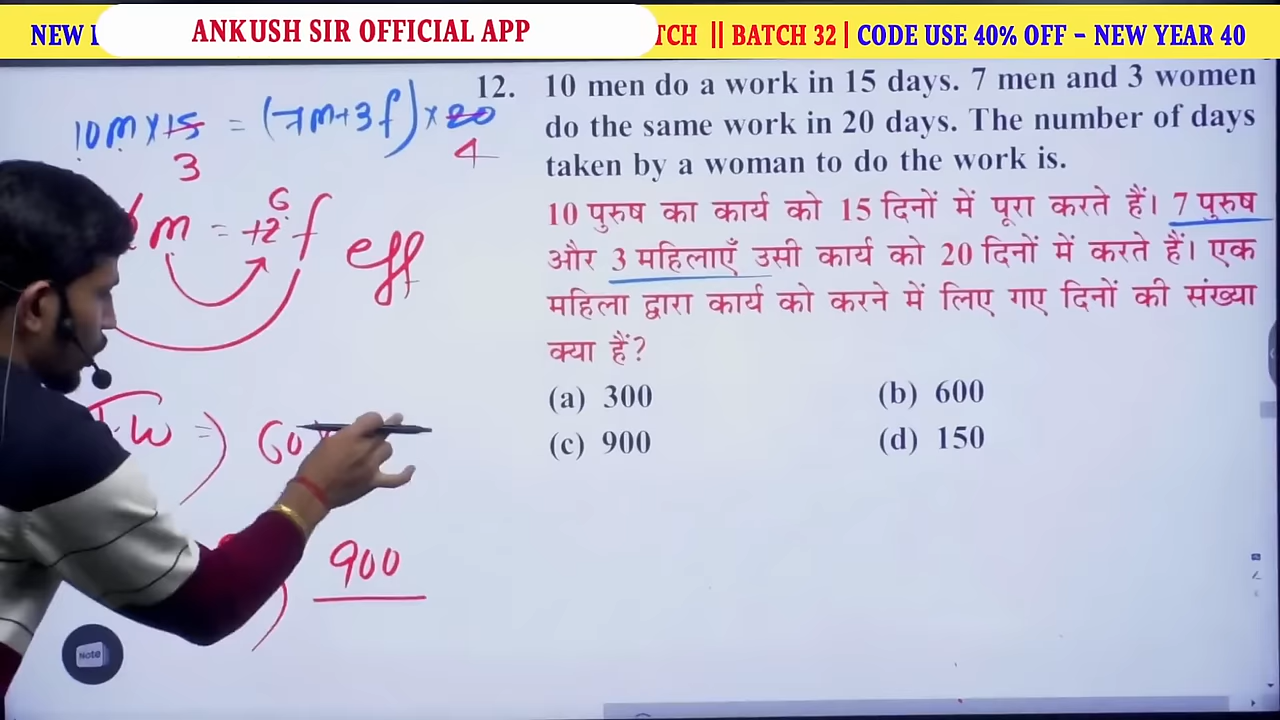 ANKUSH SIR OFFICIAL APP
TCH || BATCH 32 | CODE USE 40% OFF - NEW YEAR 40
10m×15 = (7m+3f)×20
3 4
12. 10 men do a work in 15 days. 7 men and 3 women
do the same work in 20 days. The number of days
taken by a woman to do the work is.
10 पुरुष का कार्य को 15 दिनों में पूरा करते हैं। 7 पुरुष
और 3 महिलाएँ उसी कार्य को 20 दिनों में करते हैं। एक
महिला द्वारा कार्य को करने में लिए गए दिनों की संख्या
क्या हैं?
6
m = +12 f
eff
(a) 300 (b) 600
(c) 900 (d) 150
W => 60
900
Note